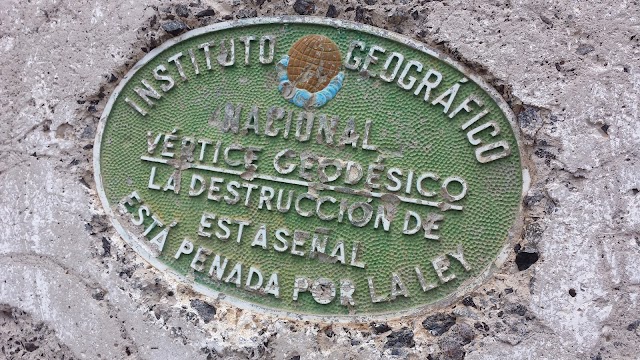 INSTITUTO GEOGRÁFICO
NACIONAL
VÉRTICE GEODÉSICO
LA DESTRUCCIÓN DE
ESTA SEÑAL
ESTÁ PENADA POR LA LEY